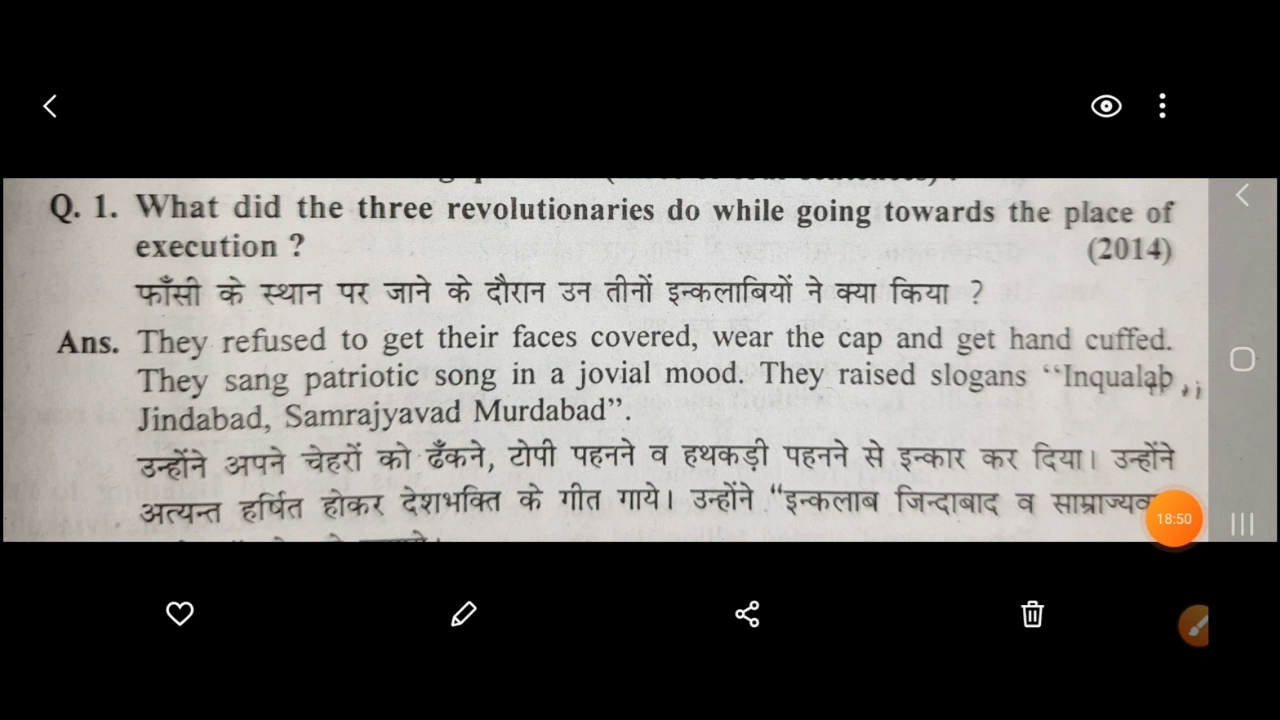 Q. 1. What did the three revolutionaries do while going towards the place of
execution ? (2014)
फाँसी के स्थान पर जाने के दौरान उन तीनों इन्कलाबियों ने क्या किया ?
Ans. They refused to get their faces covered, wear the cap and get hand cuffed.
They sang patriotic song in a jovial mood. They raised slogans “Inqualab
Jindabad, Samrajyavad Murdabad”.
उन्होंने अपने चेहरों को ढँकने, टोपी पहनने व हथकड़ी पहनने से इन्कार कर दिया। उन्होंने
अत्यन्त हर्षित होकर देशभक्ति के गीत गाये। उन्होंने “इन्कलाब जिन्दाबाद व
18:50